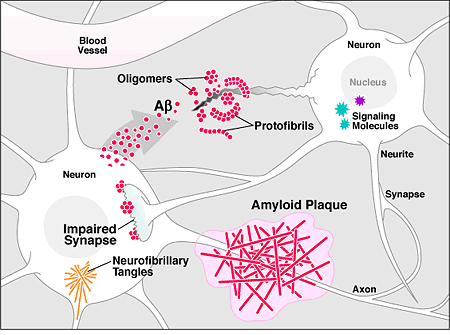 Blood
Vessel
Neuron
Oligomers
Aβ
Nucleus
Signaling
Molecules
Protofibrils
Neurite
Neuron
Synapse
Amyloid Plaque
Impaired
Synapse
Neurofibrillary
Tangles
Axon